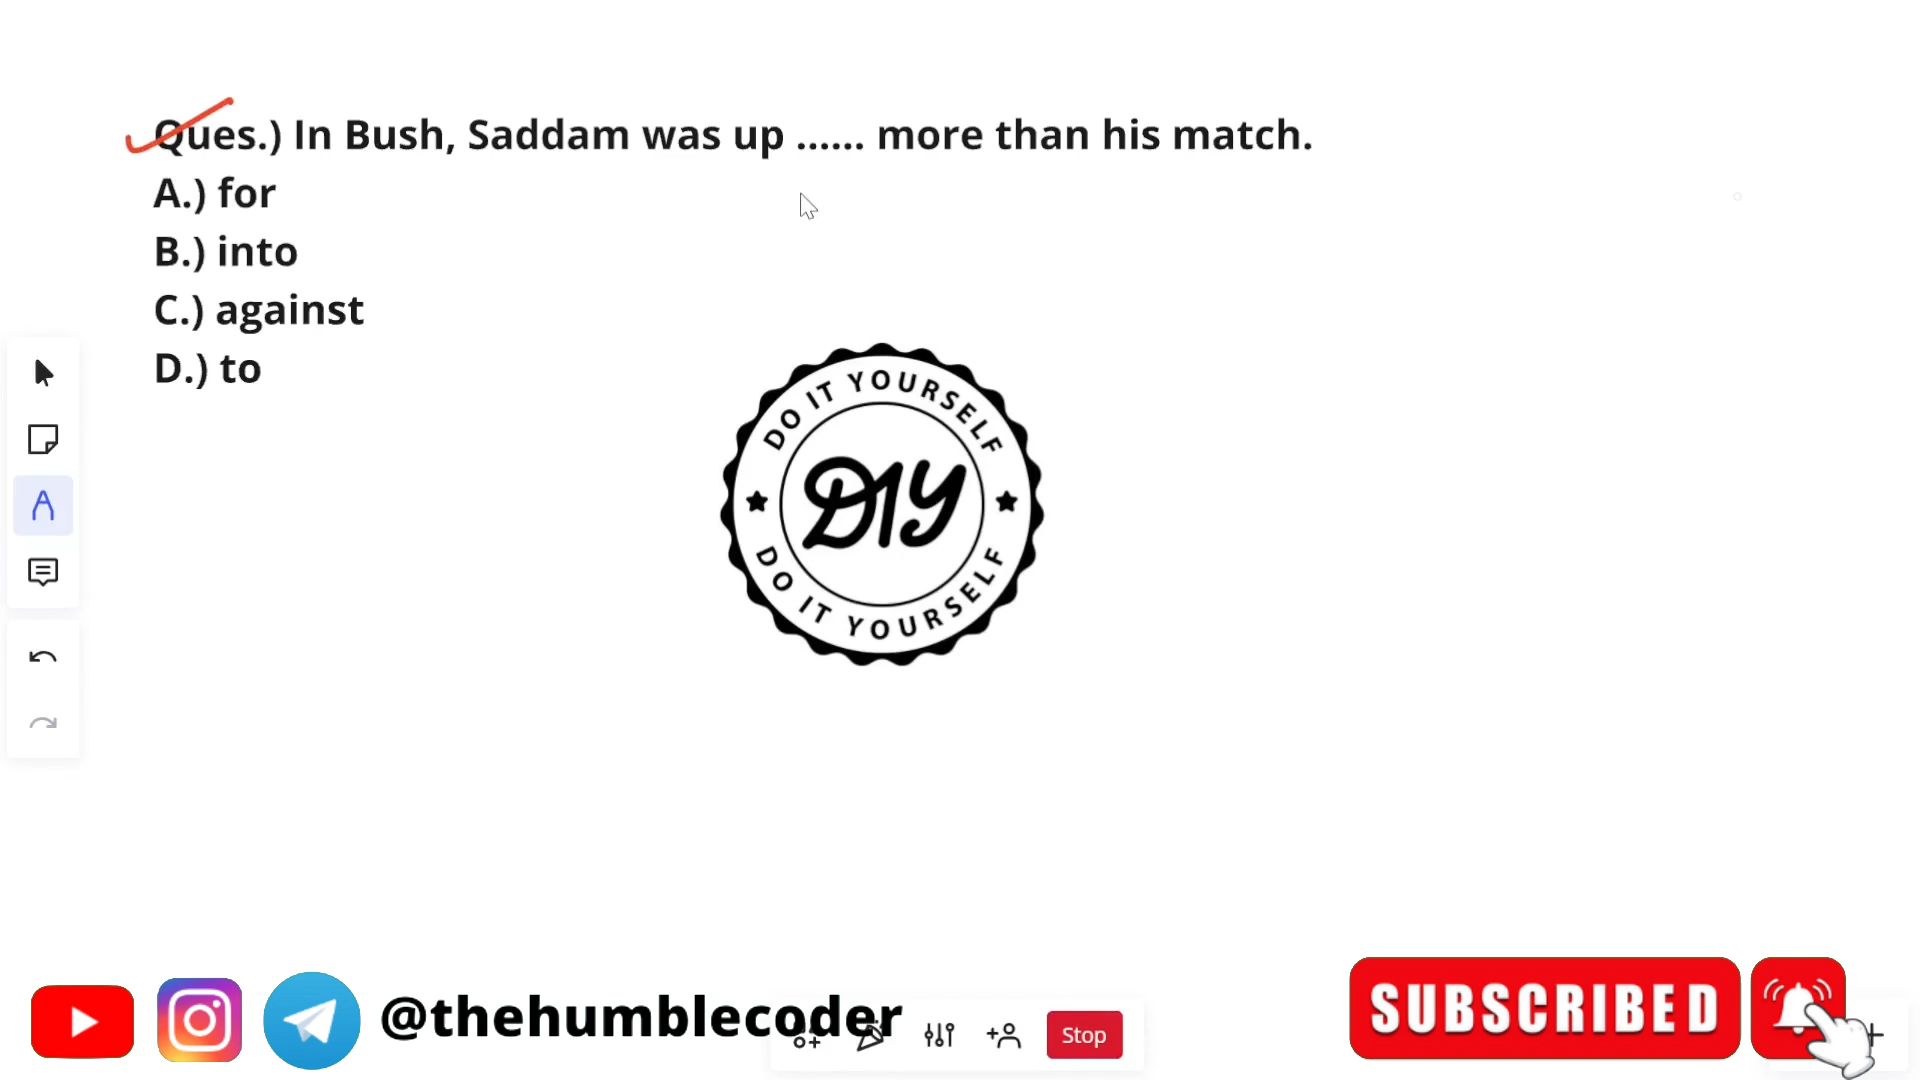 Ques.) In Bush, Saddam was up ...... more than his match.
A.) for
B.) into
C.) against
D.) to
DO IT YOURSELF
DIY
DO IT YOURSELF
@thehumblecoder
Stop
SUBSCRIBED